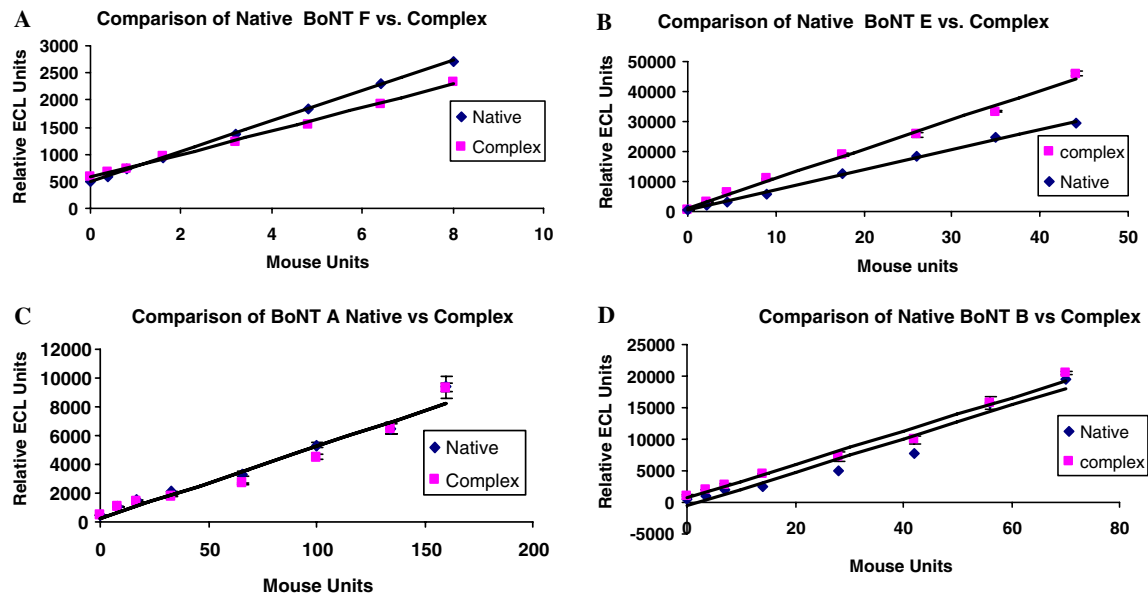 A
Comparison of Native BoNT F vs. Complex
Relative ECL Units
3000
2500
2000
1500
1000
500
0
0 2 4 6 8 10
Mouse Units
Native
Complex
B
Comparison of Native BoNT E vs. Complex
Relative ECL Units
50000
40000
30000
20000
10000
0
0 10 20 30 40 50
Mouse units
complex
Native
C
Comparison of BoNT A Native vs Complex
Relative ECL Units
12000
10000
8000
6000
4000
2000
0
0 50 100 150 200
Mouse Units
Native
Complex
D
Comparison of Native BoNT B vs Complex
Relative ECL Units
25000
20000
15000
10000
5000
0
-5000
0 20 40 60 80
Mouse Units
Native
complex